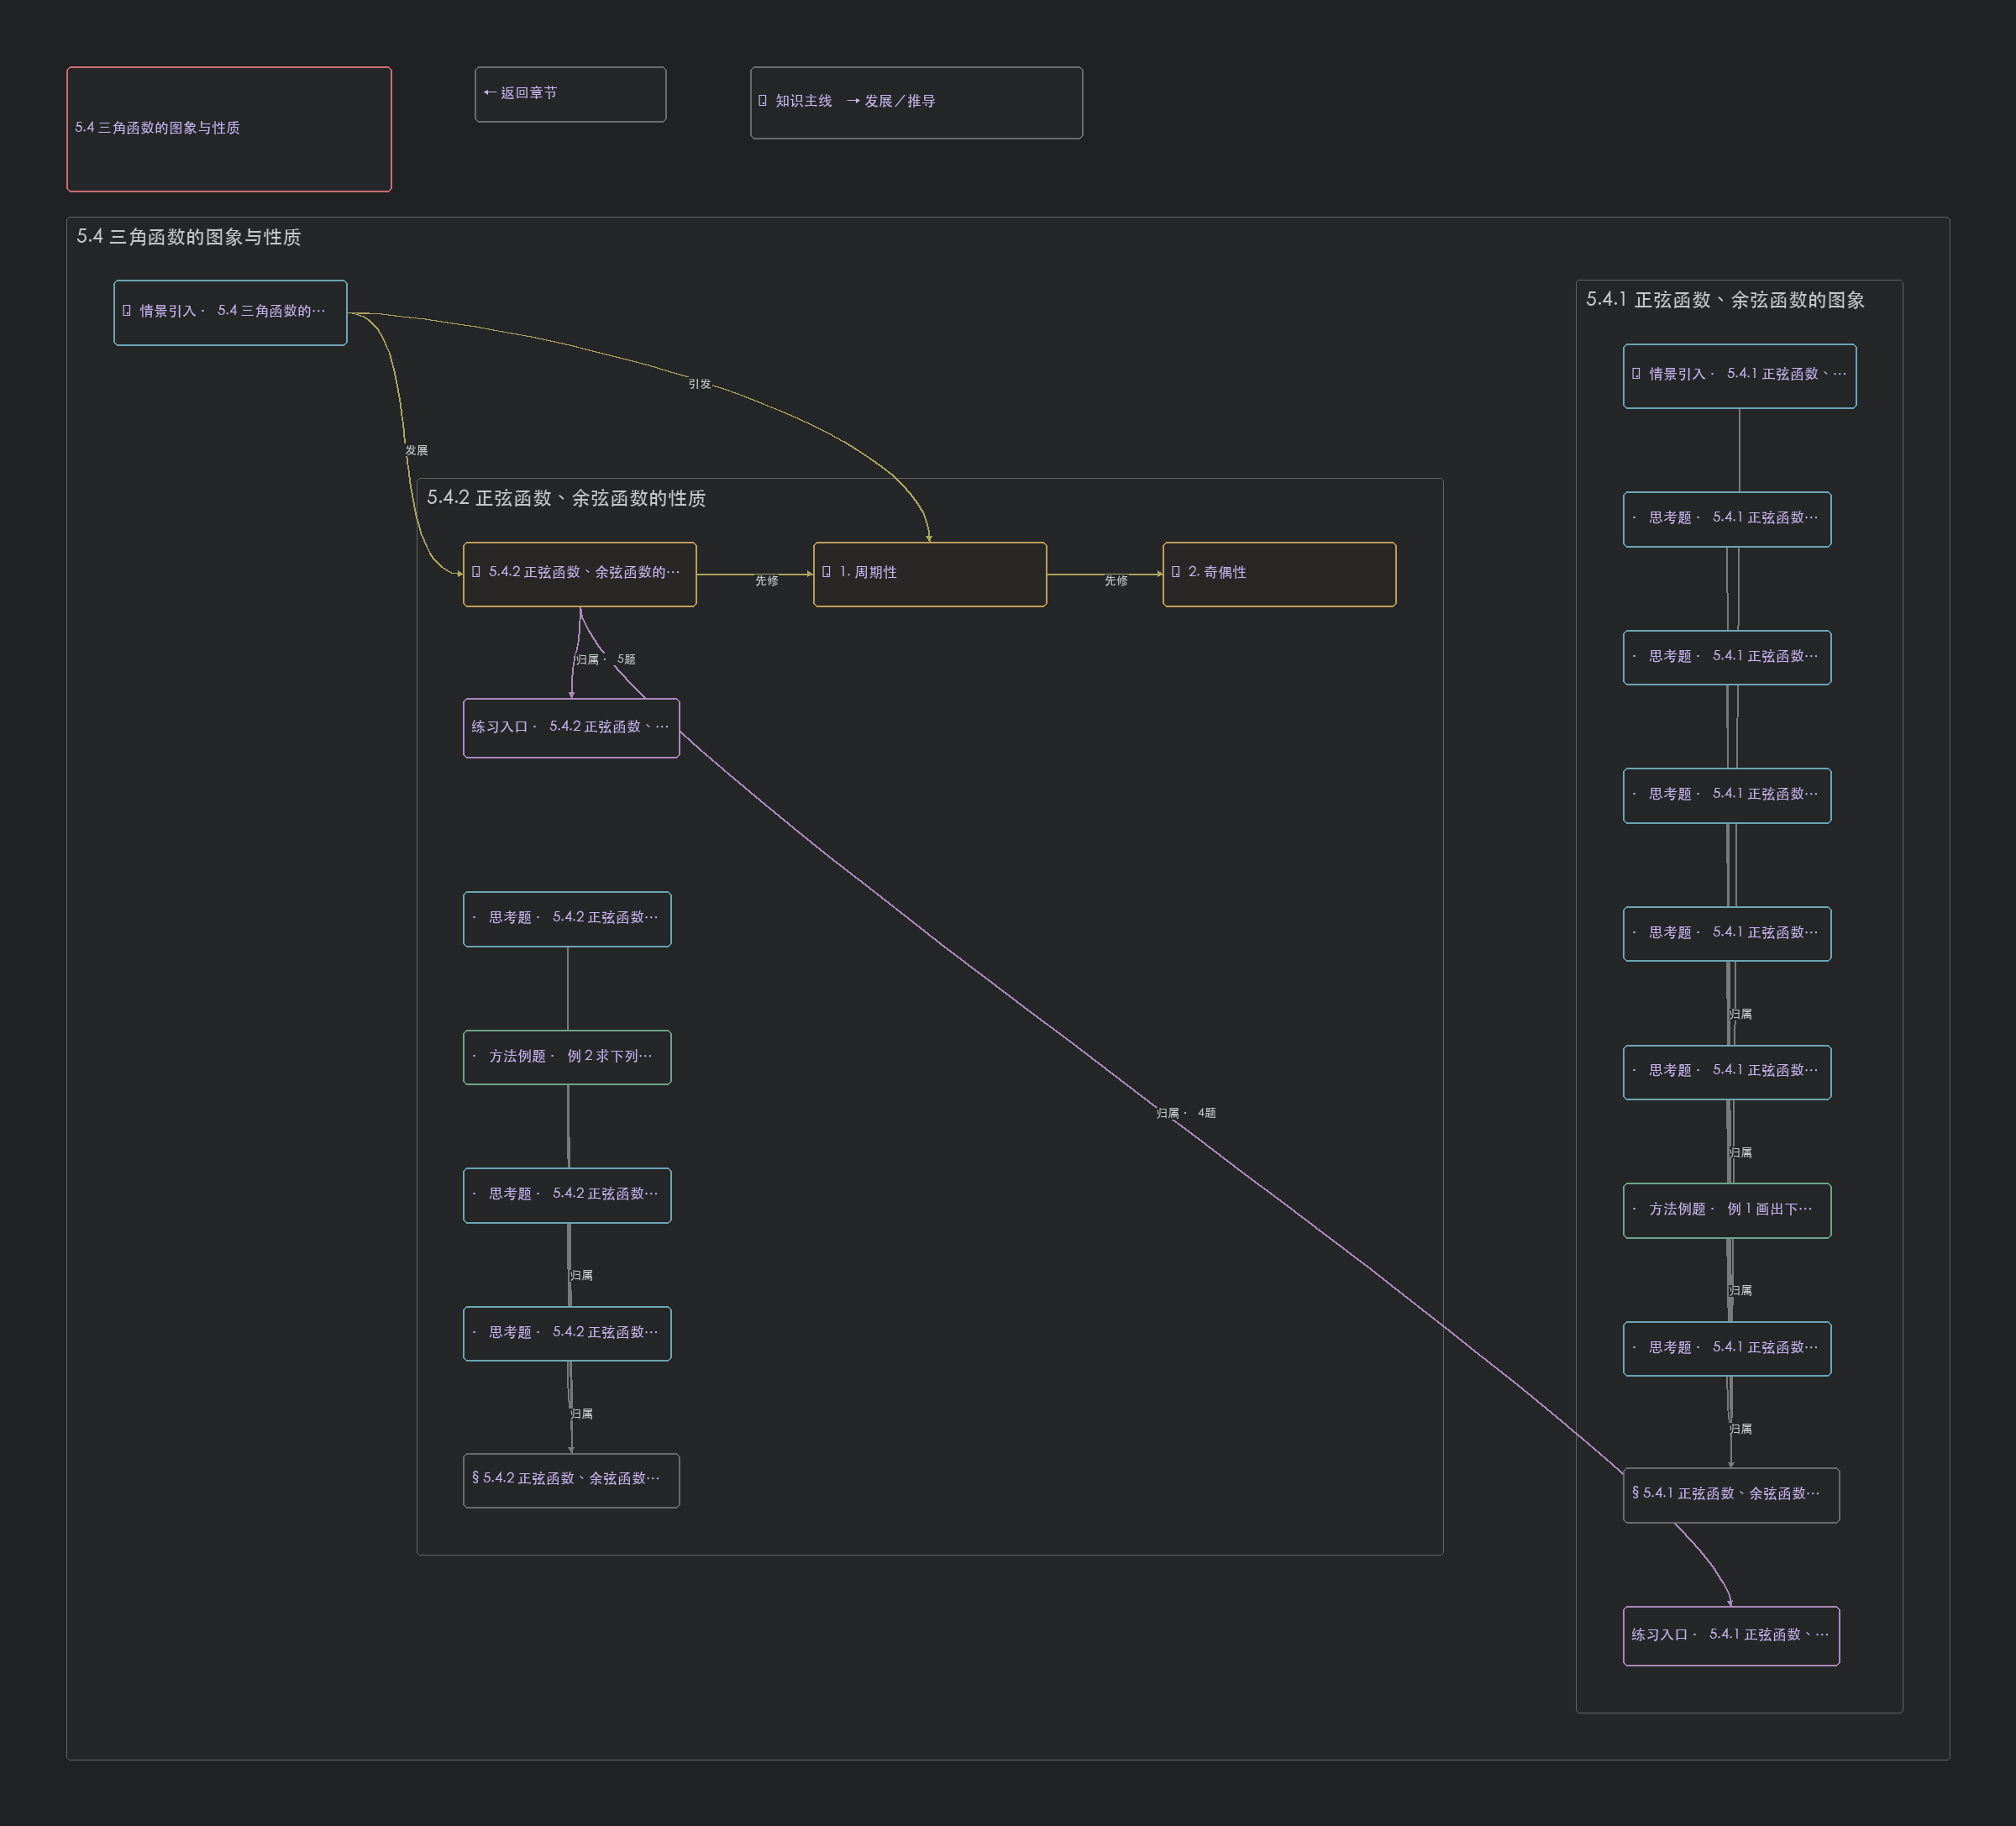 5.4 三角函数的图象与性质
← 返回章节
知识主线 → 发展／推导
5.4 三角函数的图象与性质
情景引入 · 5.4 三角函数的…
引发
发展
5.4.2 正弦函数、余弦函数的性质
5.4.2 正弦函数、余弦函数的…
先修
1. 周期性
先修
2. 奇偶性
归属 · 5题
练习入口 · 5.4.2 正弦函数、…
· 思考题 · 5.4.2 正弦函数…
· 方法例题 · 例 2 求下列…
· 思考题 · 5.4.2 正弦函数…
归属
· 思考题 · 5.4.2 正弦函数…
归属
§ 5.4.2 正弦函数、余弦函数…
归属 · 4题
5.4.1 正弦函数、余弦函数的图象
情景引入 · 5.4.1 正弦函数、…
· 思考题 · 5.4.1 正弦函数…
· 思考题 · 5.4.1 正弦函数…
· 思考题 · 5.4.1 正弦函数…
· 思考题 · 5.4.1 正弦函数…
归属
· 思考题 · 5.4.1 正弦函数…
归属
· 方法例题 · 例 1 画出下…
归属
· 思考题 · 5.4.1 正弦函数…
归属
§ 5.4.1 正弦函数、余弦函数…
练习入口 · 5.4.1 正弦函数、…